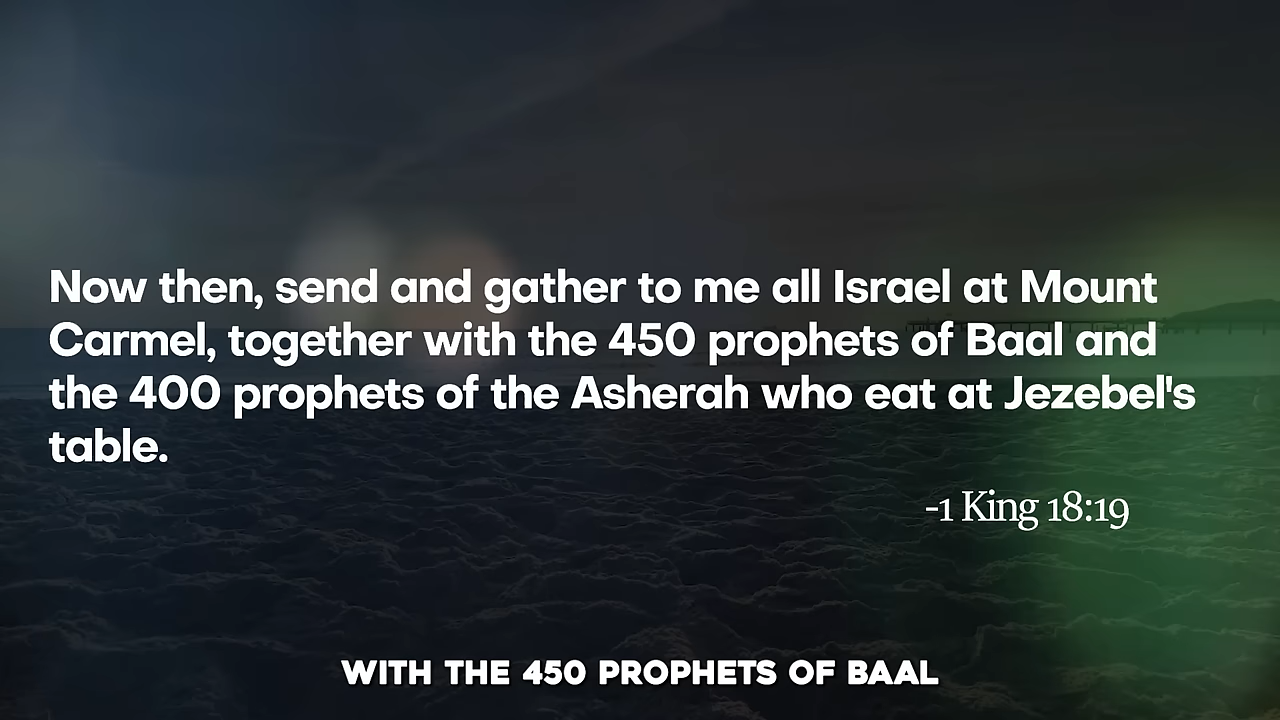 Now then, send and gather to me all Israel at Mount
Carmel, together with the 450 prophets of Baal and
the 400 prophets of the Asherah who eat at Jezebel's
table.
-1 King 18:19
WITH THE 450 PROPHETS OF BAAL